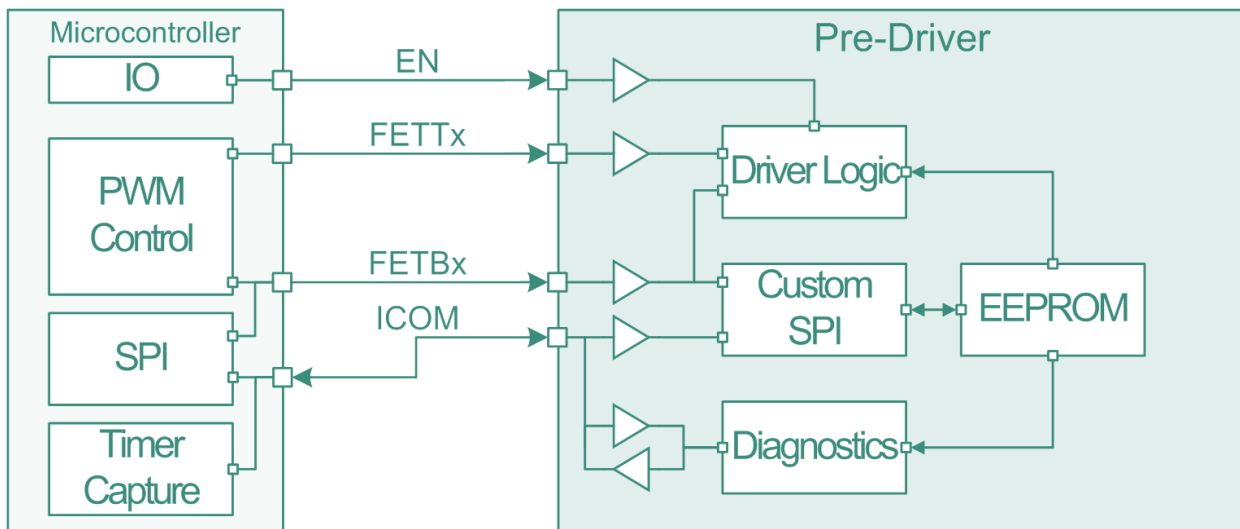 Microcontroller
IO
PWM
Control
SPI
Timer
Capture
EN
FETTx
FETBx
ICOM
Pre-Driver
Driver Logic
Custom
SPI
EEPROM
Diagnostics